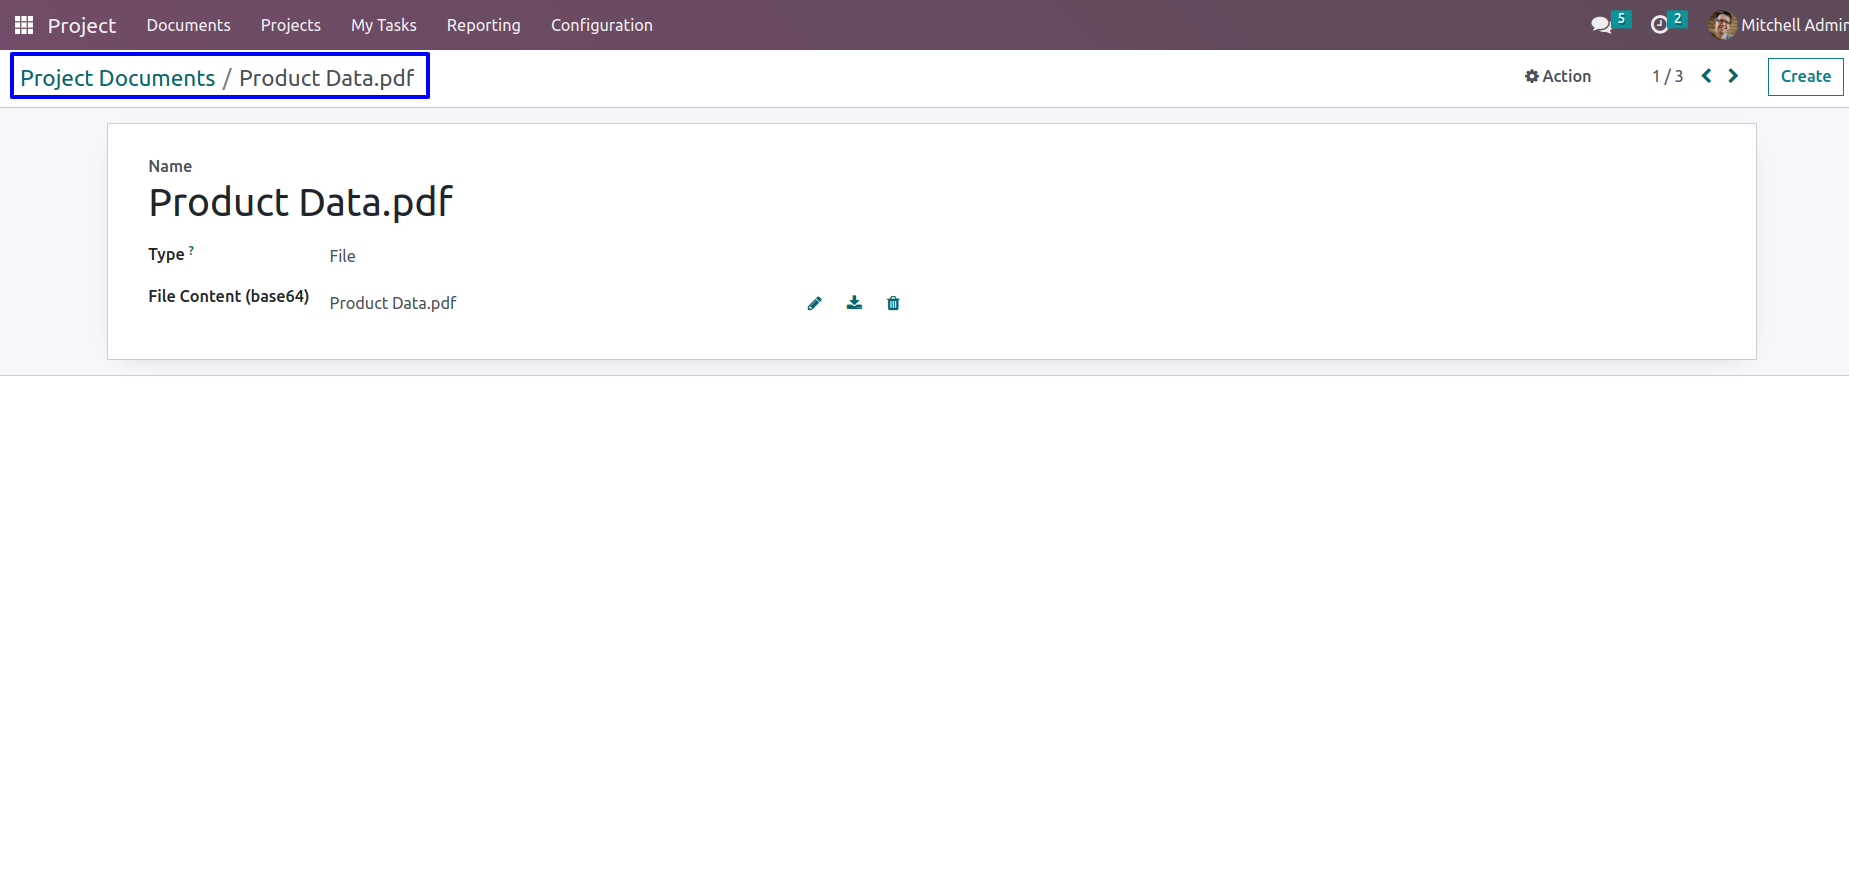 Project Documents Projects My Tasks Reporting Configuration 5 2 Mitchell Admin
Project Documents / Product Data.pdf Action 1 / 3 Create
Name
Product Data.pdf
Type ? File
File Content (base64) Product Data.pdf